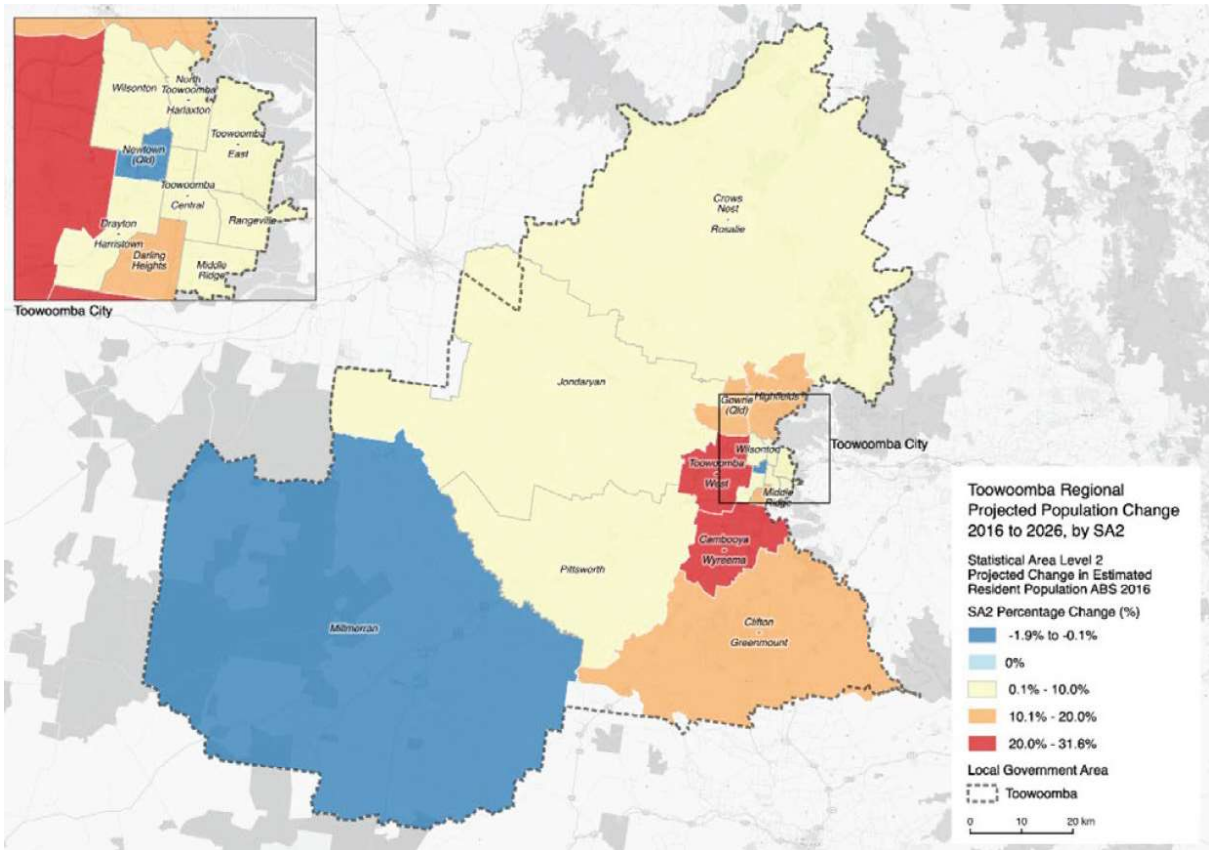 Wilsonton
North
Toowoomba
-
Harlaxton
Toowoomba
-
East
Newtown
(Qld)
Toowoomba
-
Central
Rangeville
Drayton
-
Harristown
Darling
Heights
Middle
Ridge
Toowoomba City
Crows
Nest
-
Rosalie
Jondaryan
Gowrie
(Qld)
Highfields
Wilsonton
Toowoomba City
Toowoomba
-
West
Middle
Ridge
Cambooya
-
Wyreema
Pittsworth
Millmerran
Clifton
-
Greenmount
Toowoomba Regional
Projected Population Change
2016 to 2026, by SA2
Statistical Area Level 2
Projected Change in Estimated
Resident Population ABS 2016
SA2 Percentage Change (%)
-1.9% to -0.1%
0%
0.1% - 10.0%
10.1% - 20.0%
20.0% - 31.6%
Local Government Area
Toowoomba
0 10 20 km